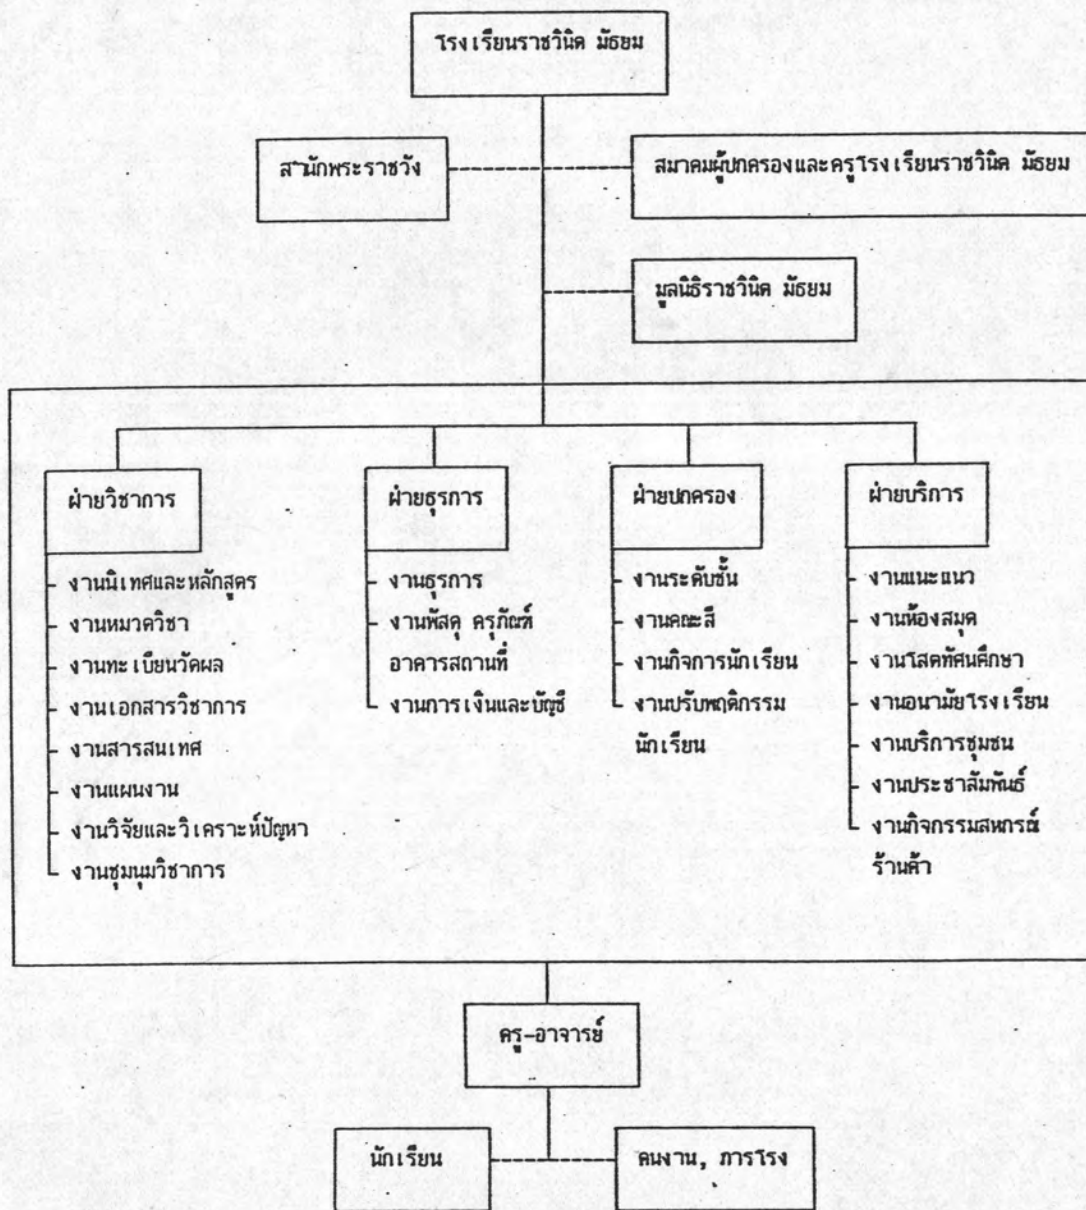 โรงเรียนราชวินิต มัธยม
สำนักพระราชวัง
สมาคมผู้ปกครองและครูโรงเรียนราชวินิต มัธยม
มูลนิธิราชวินิต มัธยม
ฝ่ายวิชาการ
- งานนิเทศและหลักสูตร
- งานหมวดวิชา
- งานทะเบียนวัดผล
- งานเอกสารวิชาการ
- งานสารสนเทศ
- งานแผนงาน
- งานวิจัยและวิเคราะห์ปัญหา
- งานชุมนุมวิชาการ
ฝ่ายธุรการ
- งานธุรการ
- งานพัสดุ ครุภัณฑ์
อาคารสถานที่
- งานการเงินและบัญชี
ฝ่ายปกครอง
- งานระดับชั้น
- งานคณะสี
- งานกิจการนักเรียน
- งานปรับพฤติกรรม
นักเรียน
ฝ่ายบริการ
- งานแนะแนว
- งานห้องสมุด
- งานโสตทัศนศึกษา
- งานอนามัยโรงเรียน
- งานบริการชุมชน
- งานประชาสัมพันธ์
- งานกิจกรรมสหกรณ์
ร้านค้า
ครู-อาจารย์
นักเรียน
คนงาน, ภารโรง